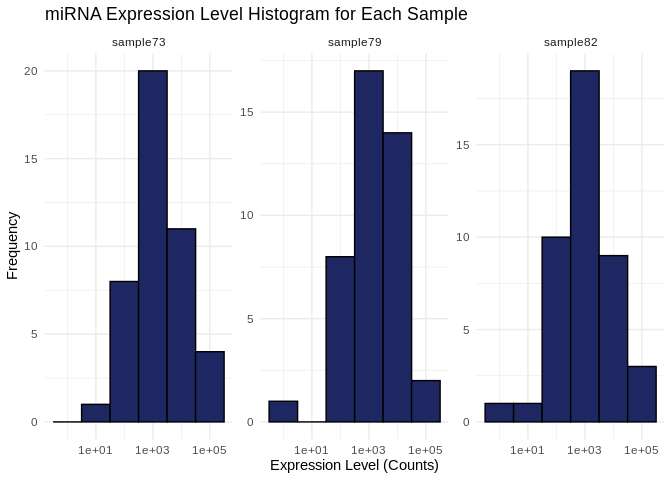 miRNA Expression Level Histogram for Each Sample
sample73
sample79
sample82
Frequency
20
15
10
5
0
15
10
5
0
15
10
5
0
1e+01
1e+03
1e+05
1e+01
1e+03
1e+05
1e+01
1e+03
1e+05
Expression Level (Counts)